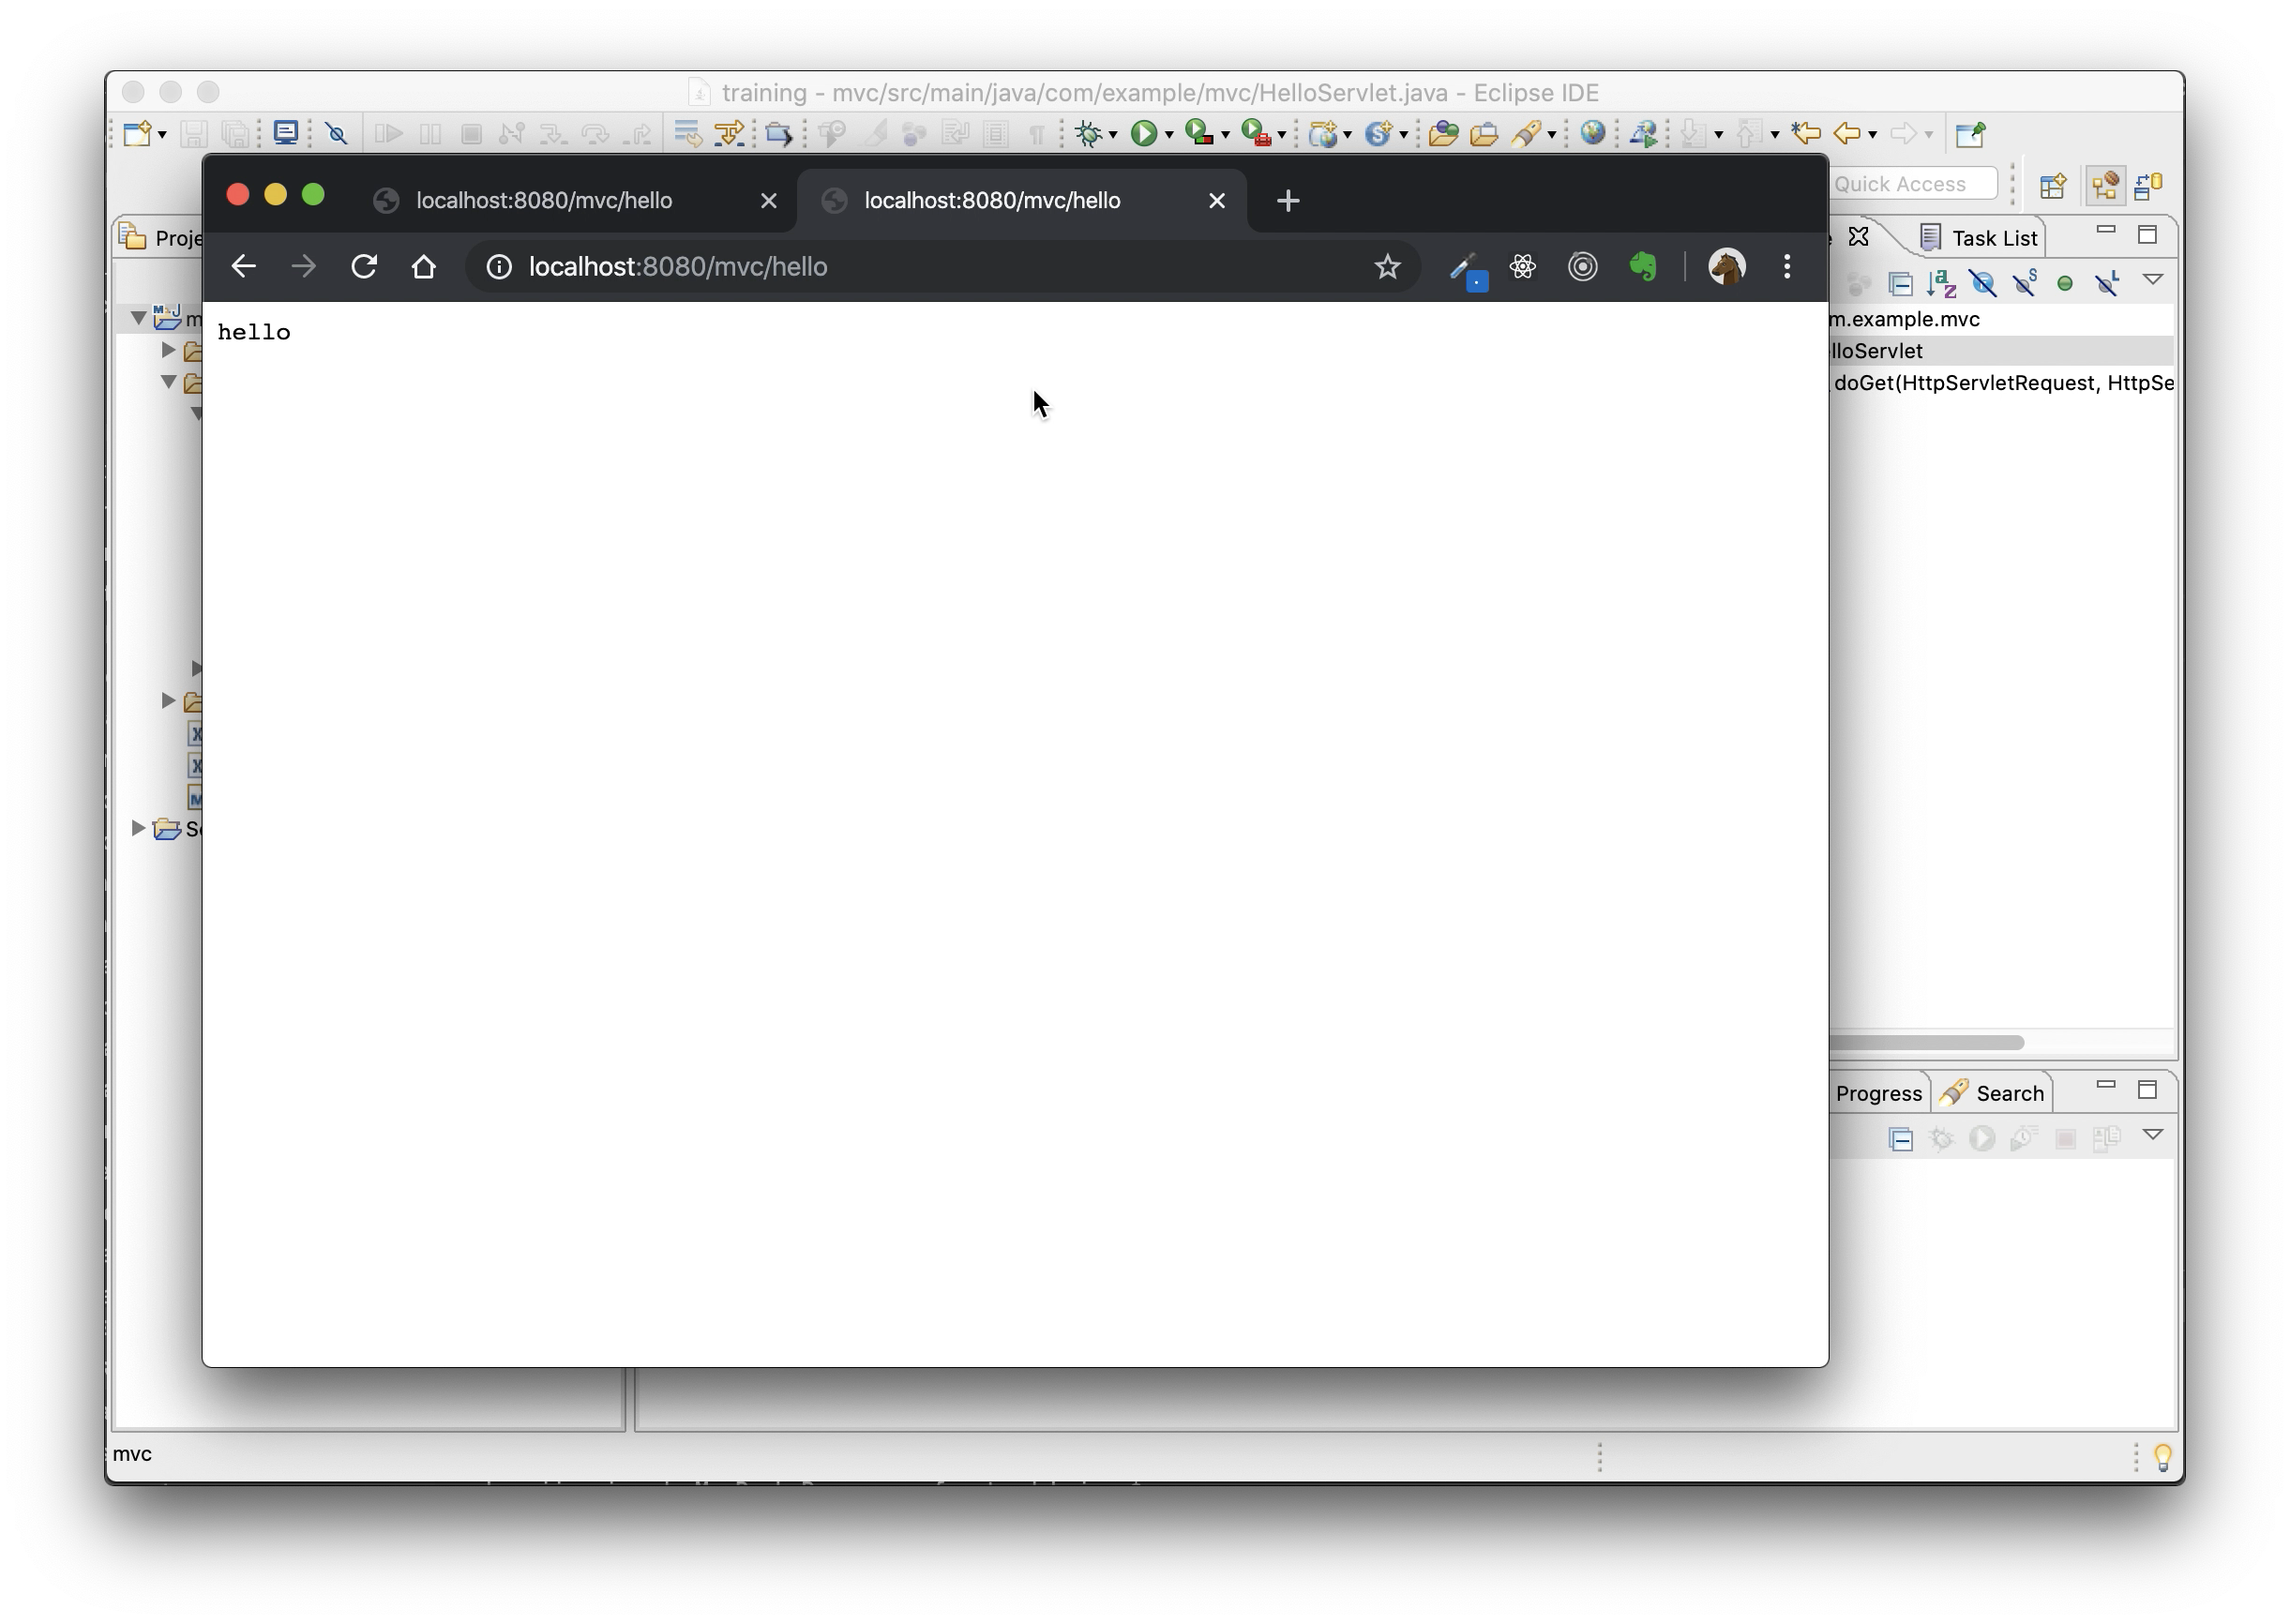 training - mvc/src/main/java/com/example/mvc/HelloServlet.java - Eclipse IDE
Quick Access
localhost:8080/mvc/hello
localhost:8080/mvc/hello
Task List
localhost:8080/mvc/hello
hello
m.example.mvc
lloServlet
doGet(HttpServletRequest, HttpSe
Progress
Search
mvc